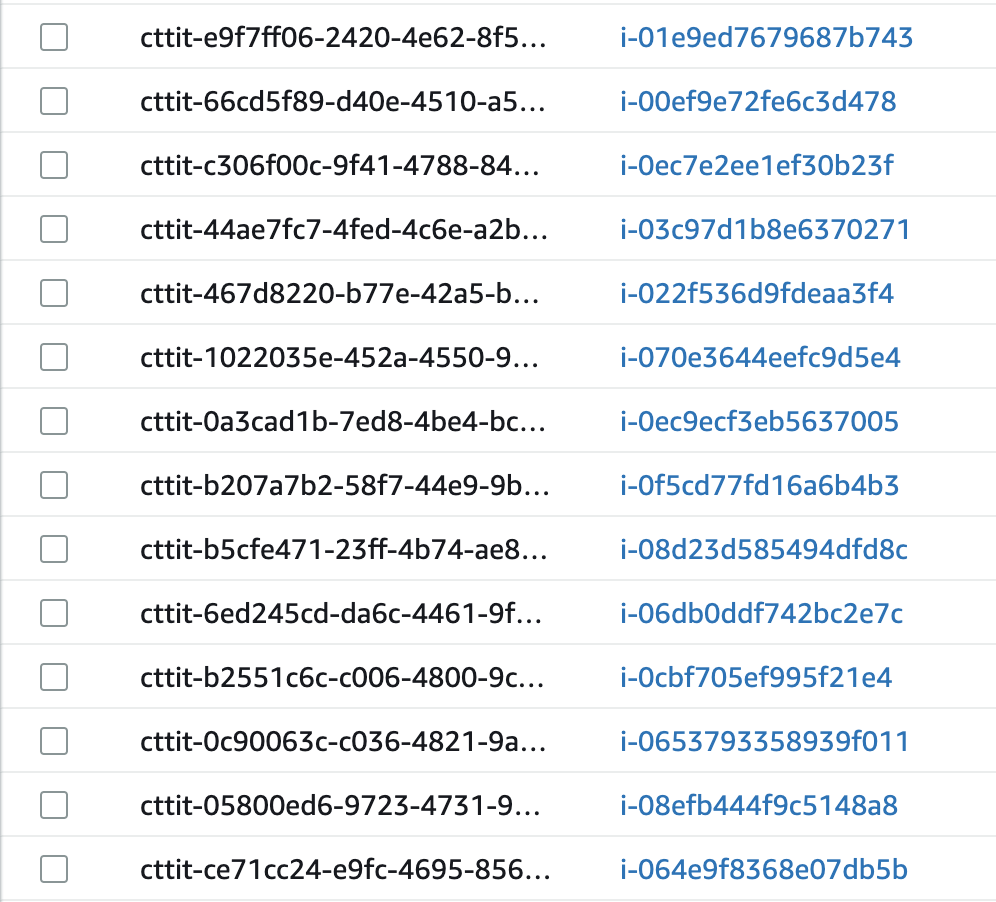 cttit-e9f7ff06-2420-4e62-8f5... i-01e9ed7679687b743
cttit-66cd5f89-d40e-4510-a5... i-00ef9e72fe6c3d478
cttit-c306f00c-9f41-4788-84... i-0ec7e2ee1ef30b23f
cttit-44ae7fc7-4fed-4c6e-a2b... i-03c97d1b8e6370271
cttit-467d8220-b77e-42a5-b... i-022f536d9fdeaa3f4
cttit-1022035e-452a-4550-9... i-070e3644eefc9d5e4
cttit-0a3cad1b-7ed8-4be4-bc... i-0ec9ecf3eb5637005
cttit-b207a7b2-58f7-44e9-9b... i-0f5cd77fd16a6b4b3
cttit-b5cfe471-23ff-4b74-ae8... i-08d23d585494dfd8c
cttit-6ed245cd-da6c-4461-9f... i-06db0ddf742bc2e7c
cttit-b2551c6c-c006-4800-9c... i-0cbf705ef995f21e4
cttit-0c90063c-c036-4821-9a... i-0653793358939f011
cttit-05800ed6-9723-4731-9... i-08efb444f9c5148a8
cttit-ce71cc24-e9fc-4695-856... i-064e9f8368e07db5b